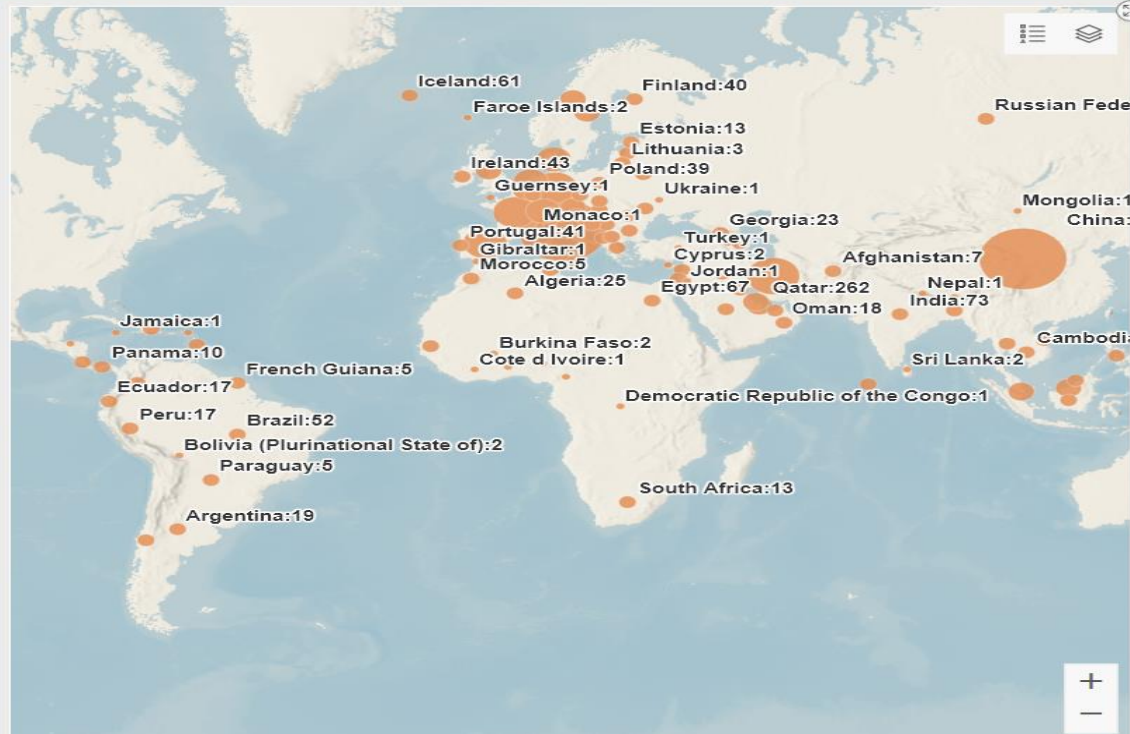 Iceland:61
Finland:40
Faroe Islands:2
Russian Fede
Estonia:13
Lithuania:3
Ireland:43
Poland:39
Guernsey:1
Ukraine:1
Mongolia:1
Monaco:1
Georgia:23
China:
Portugal:41
Turkey:1
Gibraltar:1
Cyprus:2
Afghanistan:7
Morocco:5
Jordan:1
Algeria:25
Egypt:67
Qatar:262
Nepal:1
India:73
Oman:18
Jamaica:1
Burkina Faso:2
Cambodia
Panama:10
Cote d Ivoire:1
Sri Lanka:2
French Guiana:5
Ecuador:17
Democratic Republic of the Congo:1
Peru:17
Brazil:52
Bolivia (Plurinational State of):2
Paraguay:5
South Africa:13
Argentina:19